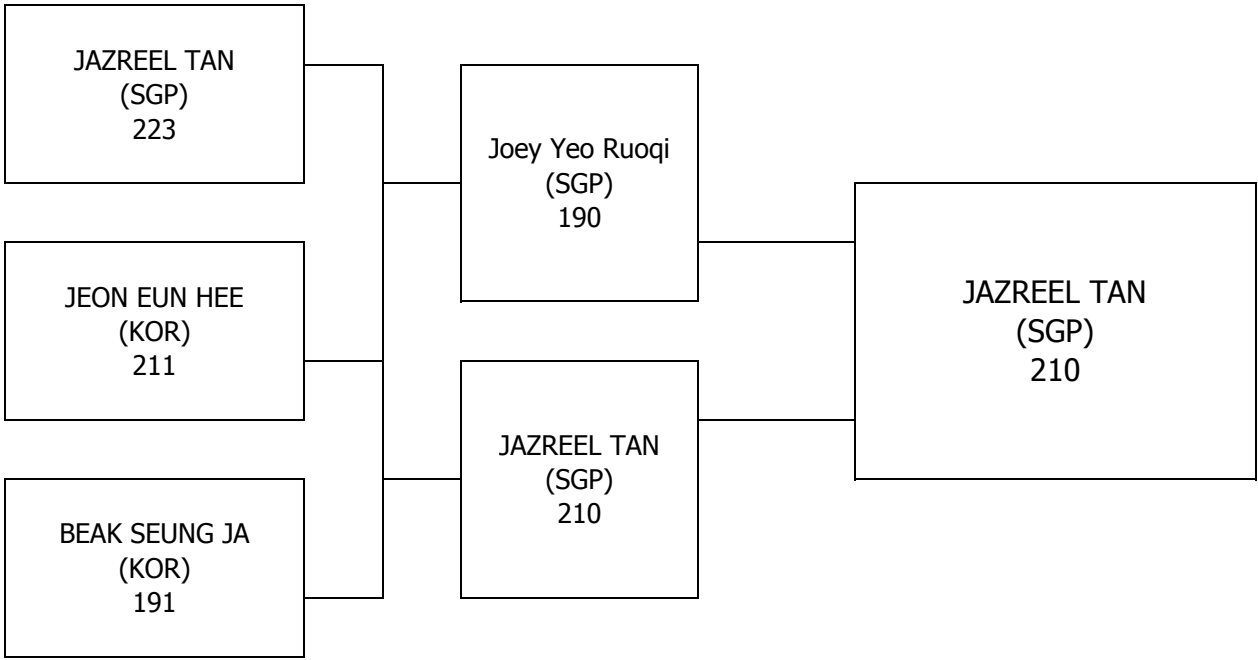 JAZREEL TAN
(SGP)
223
JEON EUN HEE
(KOR)
211
BEAK SEUNG JA
(KOR)
191
Joey Yeo Ruoqi
(SGP)
190
JAZREEL TAN
(SGP)
210
JAZREEL TAN
(SGP)
210